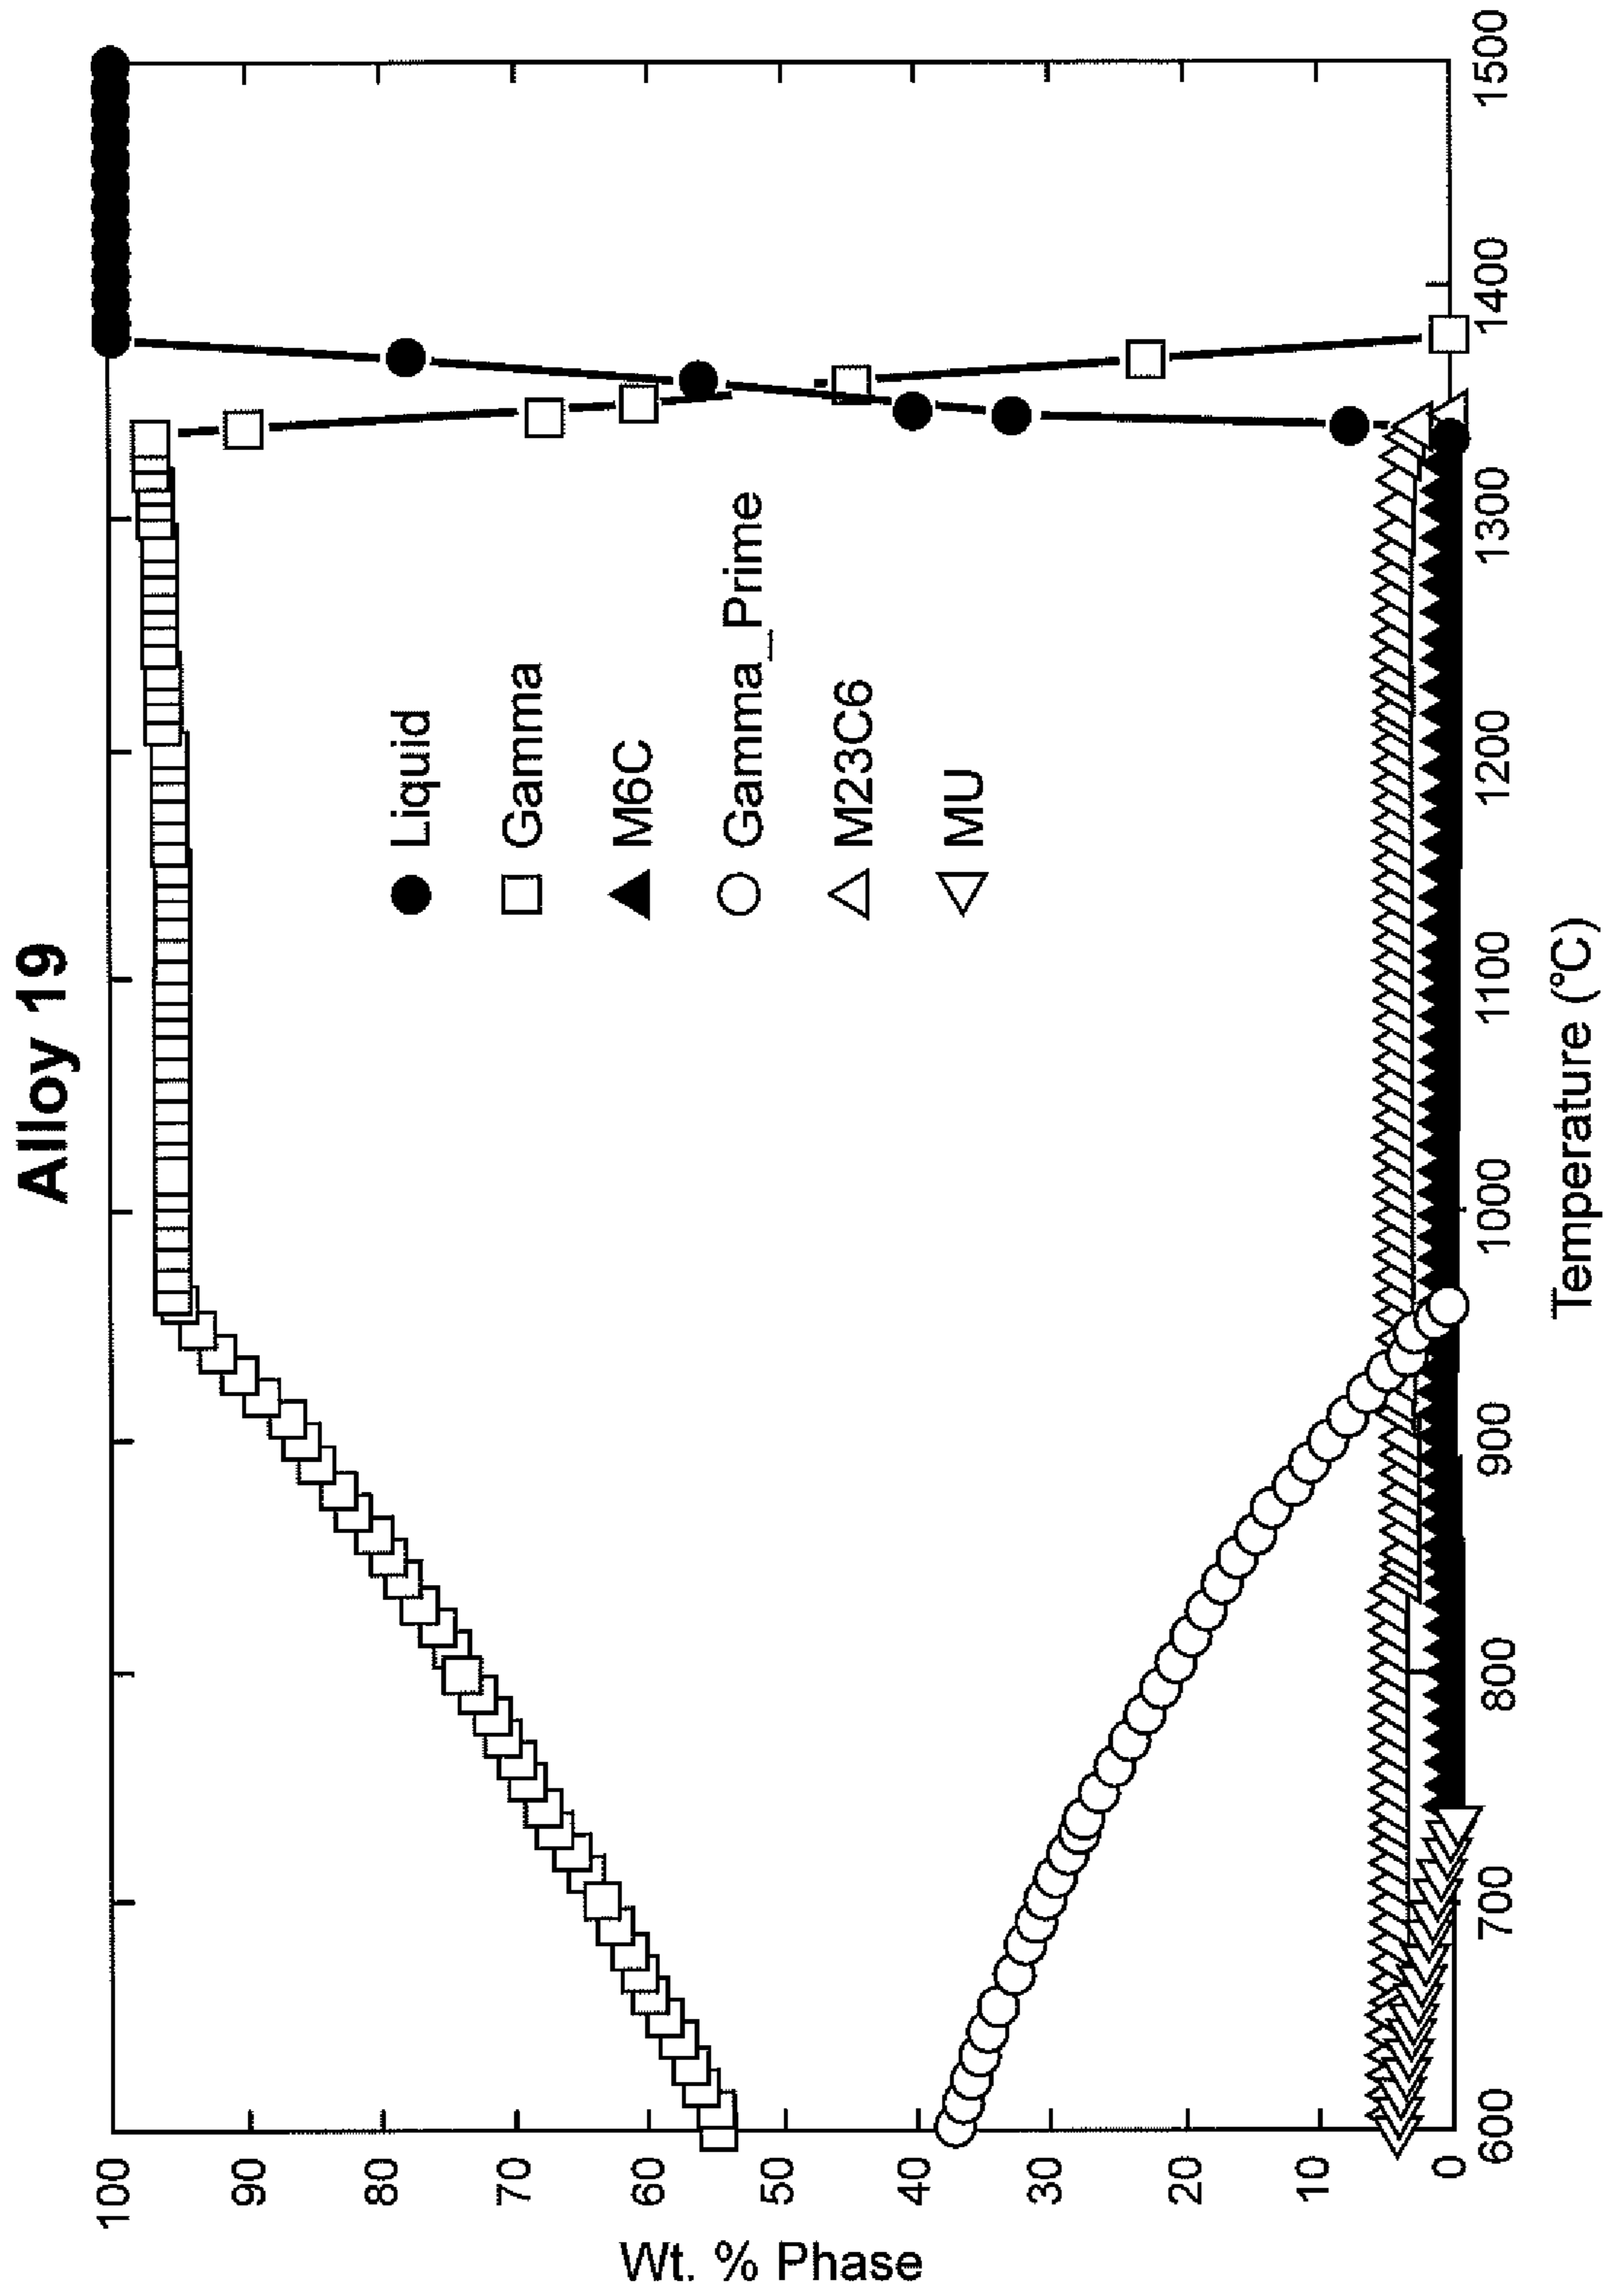 Alloy 19
100
90
80
70
60
50
40
30
20
10
0
Wt. % Phase
Liquid
Gamma
M6C
Gamma_Prime
M23C6
MU
600
700
800
900
1000
1100
1200
1300
1400
1500
Temperature (°C)